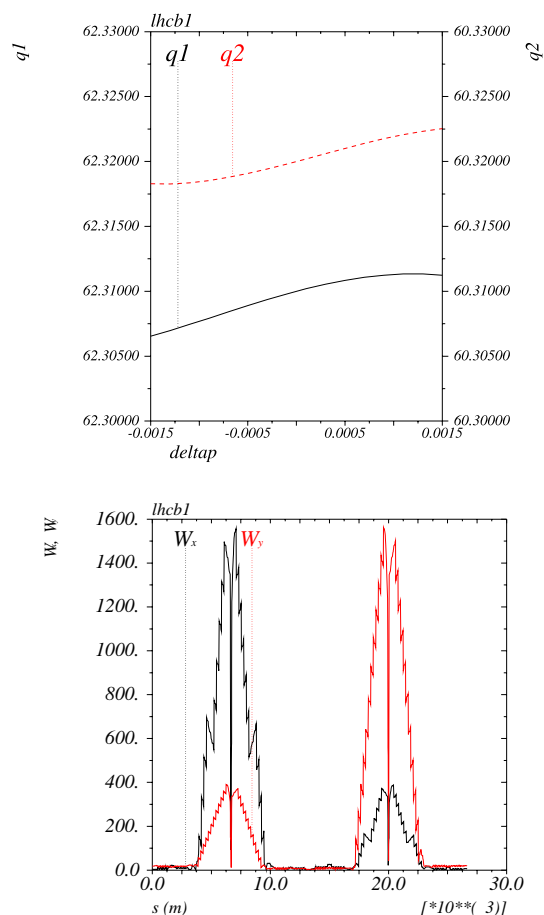 lhcb1
q1
q2
q1 q2
62.33000 60.33000
62.32500 60.32500
62.32000 60.32000
62.31500 60.31500
62.31000 60.31000
62.30500 60.30500
62.30000 60.30000
-0.0015 -0.0005 0.0005 0.0015
deltap
lhcb1
W, W
Wx Wy
1600.
1400.
1200.
1000.
800.
600.
400.
200.
0.0
0.0 10.0 20.0 30.0
s (m) [*10**( 3)]